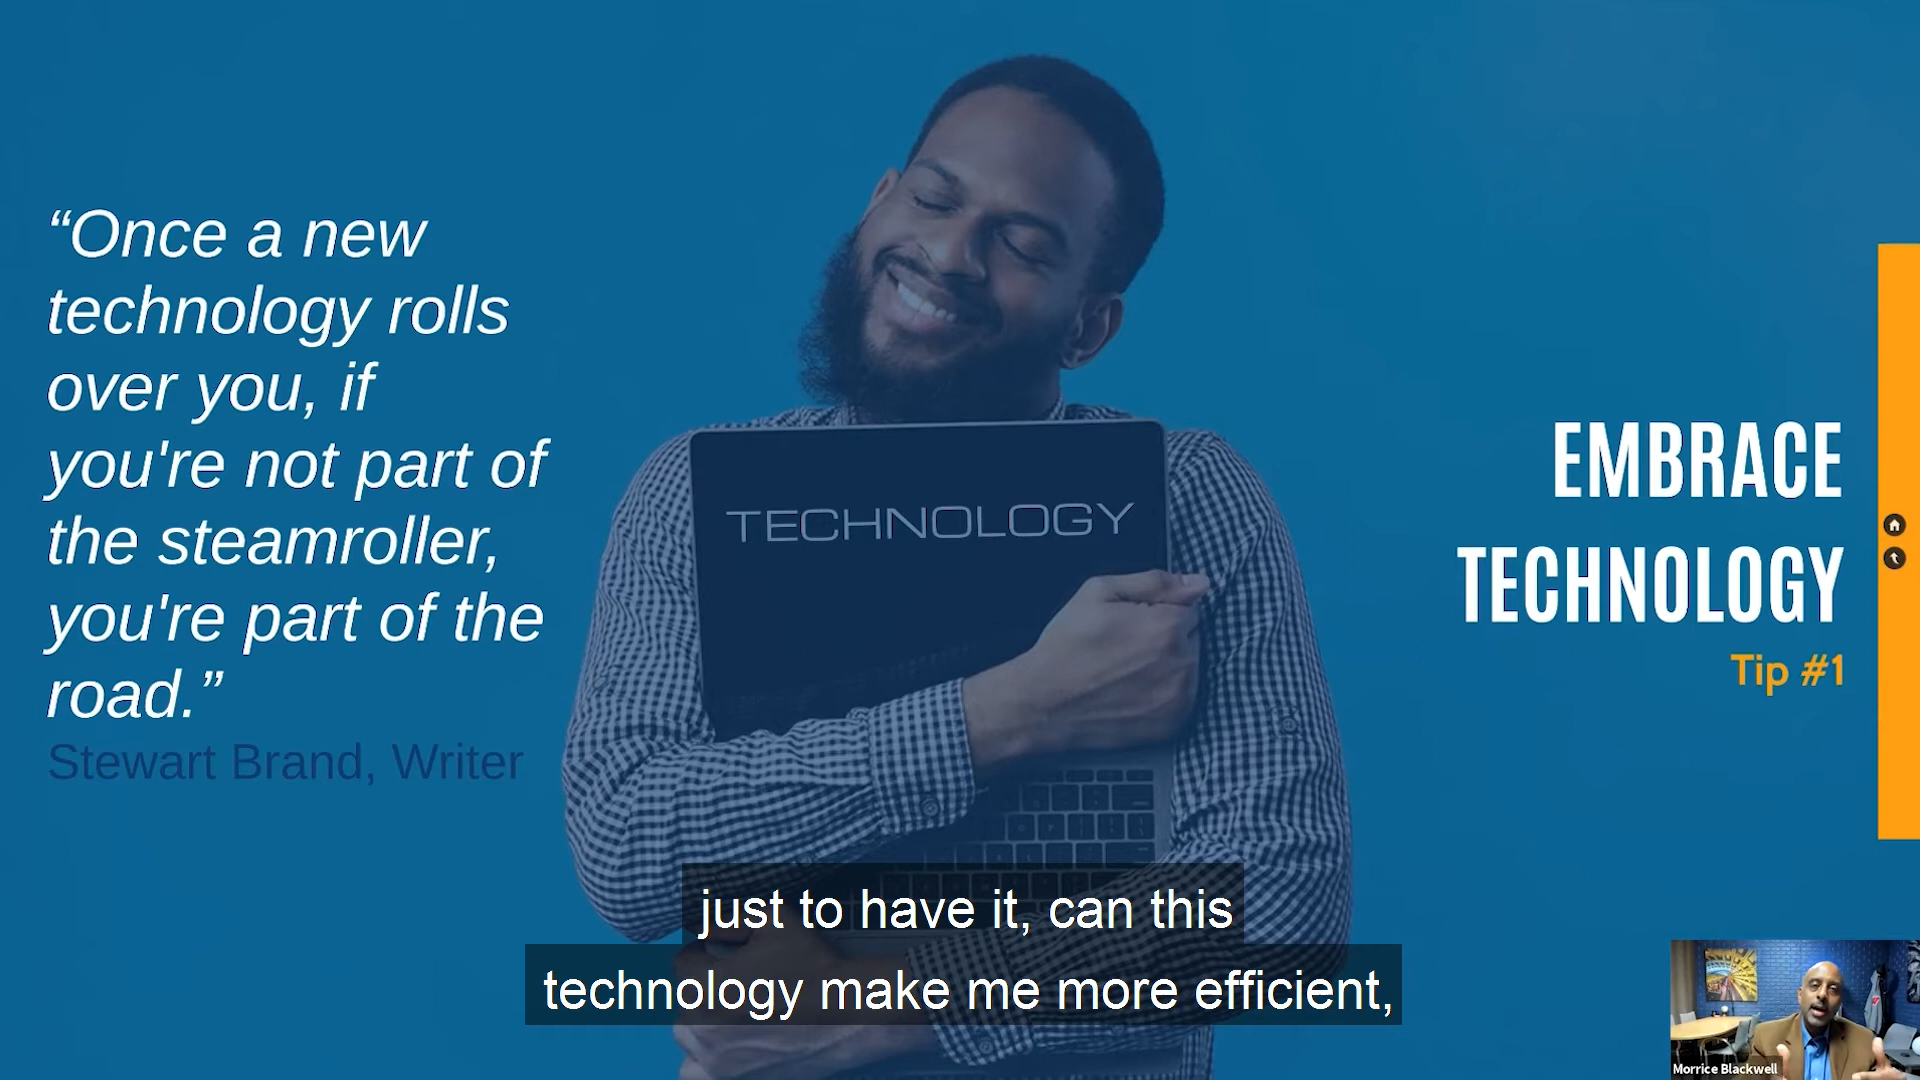 “Once a new
technology rolls
over you, if
you're not part of
the steamroller,
you're part of the
road.”
Stewart Brand, Writer
TECHNOLOGY
EMBRACE
TECHNOLOGY
Tip #1
just to have it, can this
technology make me more efficient,
Morrice Blackwell